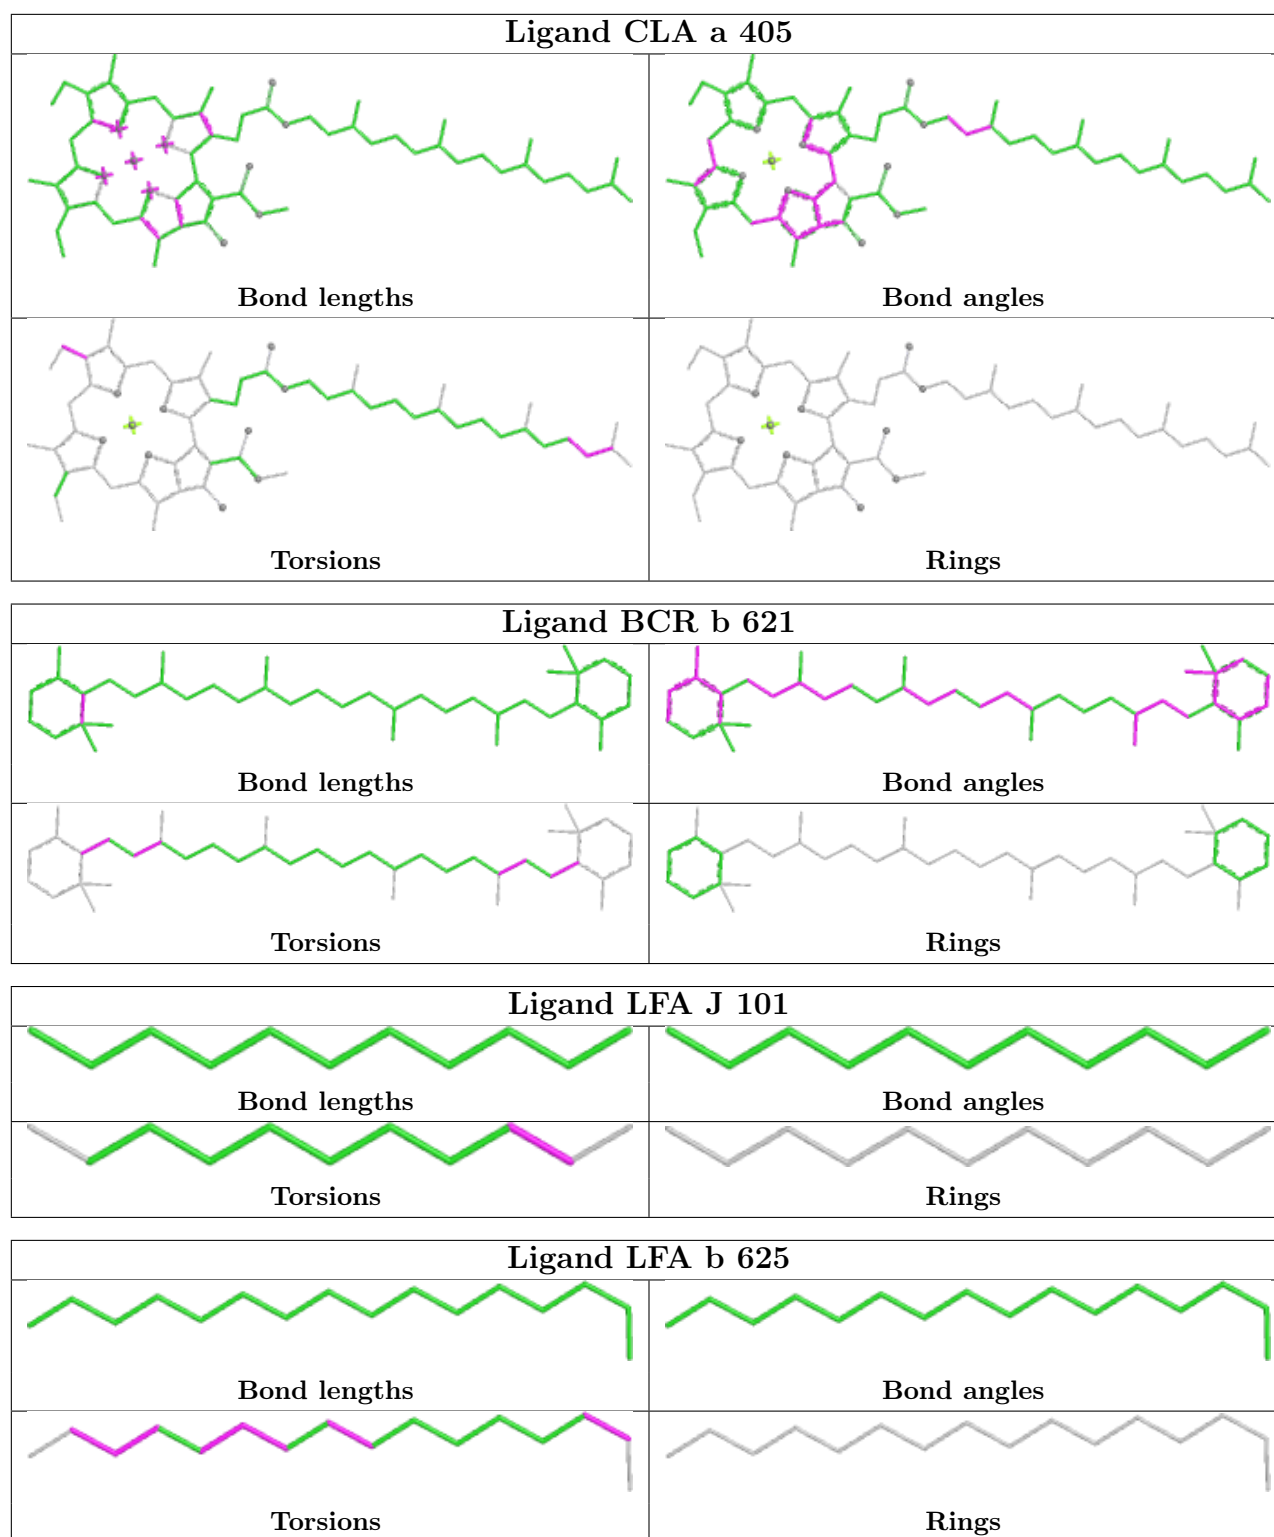 Ligand CLA a 405
Bond lengths
Bond angles
Torsions
Rings
Ligand BCR b 621
Bond lengths
Bond angles
Torsions
Rings
Ligand LFA J 101
Bond lengths
Bond angles
Torsions
Rings
Ligand LFA b 625
Bond lengths
Bond angles
Torsions
Rings